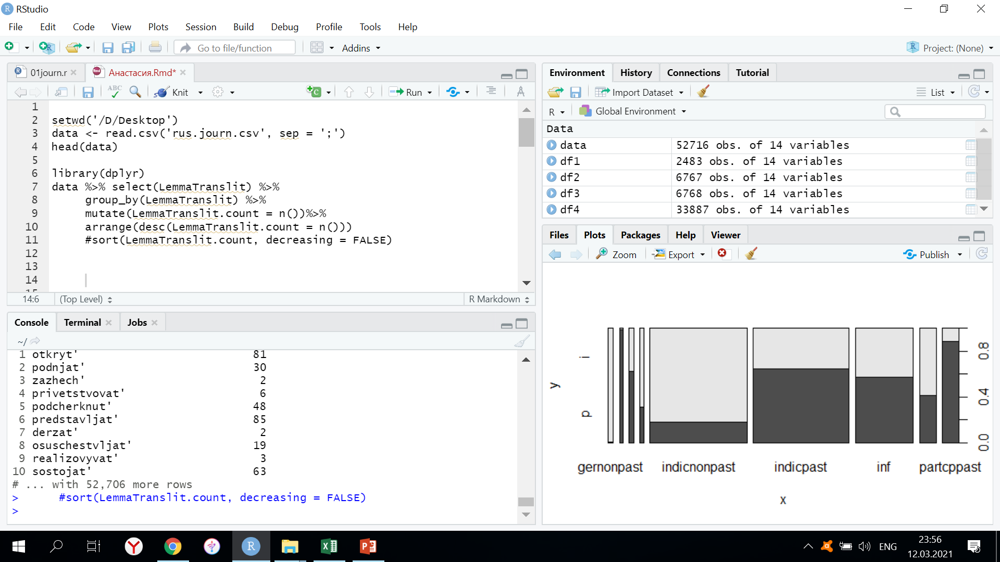 RStudio
File Edit Code View Plots Session Build Debug Profile Tools Help
Go to file/function Addins Project: (None)
01journ.r Анастасия.Rmd*
ABC Knit Run
1
2 setwd('/D/Desktop')
3 data <- read.csv('rus.journ.csv', sep = ';')
4 head(data)
5
6 library(dplyr)
7 data %>% select(LemmaTranslit) %>%
8 group_by(LemmaTranslit) %>%
9 mutate(LemmaTranslit.count = n())%>%
10 arrange(desc(LemmaTranslit.count = n()))
11 #sort(LemmaTranslit.count, decreasing = FALSE)
12
13
14
15
14:6 (Top Level) R Markdown
Console Terminal Jobs
~/
1 otkryt' 81
2 podnjat' 30
3 zazhech' 2
4 privetstvovat' 6
5 podcherknut' 48
6 predstavljat' 85
7 derzat' 2
8 osuschestvljat' 19
9 realizovyvat' 3
10 sostojat' 63
# ... with 52,706 more rows
> #sort(LemmaTranslit.count, decreasing = FALSE)
>
Environment History Connections Tutorial
Import Dataset List
R Global Environment
Data
data 52716 obs. of 14 variables
df1 2483 obs. of 14 variables
df2 6767 obs. of 14 variables
df3 6768 obs. of 14 variables
df4 33887 obs. of 14 variables
Files Plots Packages Help Viewer
Zoom Export Publish
y
i
p
0.8
0.4
0.0
gernonpast indicnonpast indicpast inf partcppast
x
ENG
23:56
12.03.2021